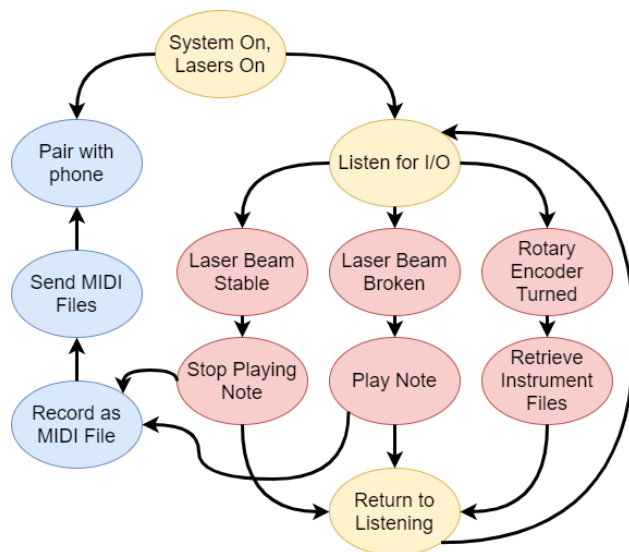 System On,
Lasers On
Pair with
phone
Listen for I/O
Laser Beam
Stable
Laser Beam
Broken
Rotary
Encoder
Turned
Send MIDI
Files
Stop Playing
Note
Play Note
Retrieve
Instrument
Files
Record as
MIDI File
Return to
Listening